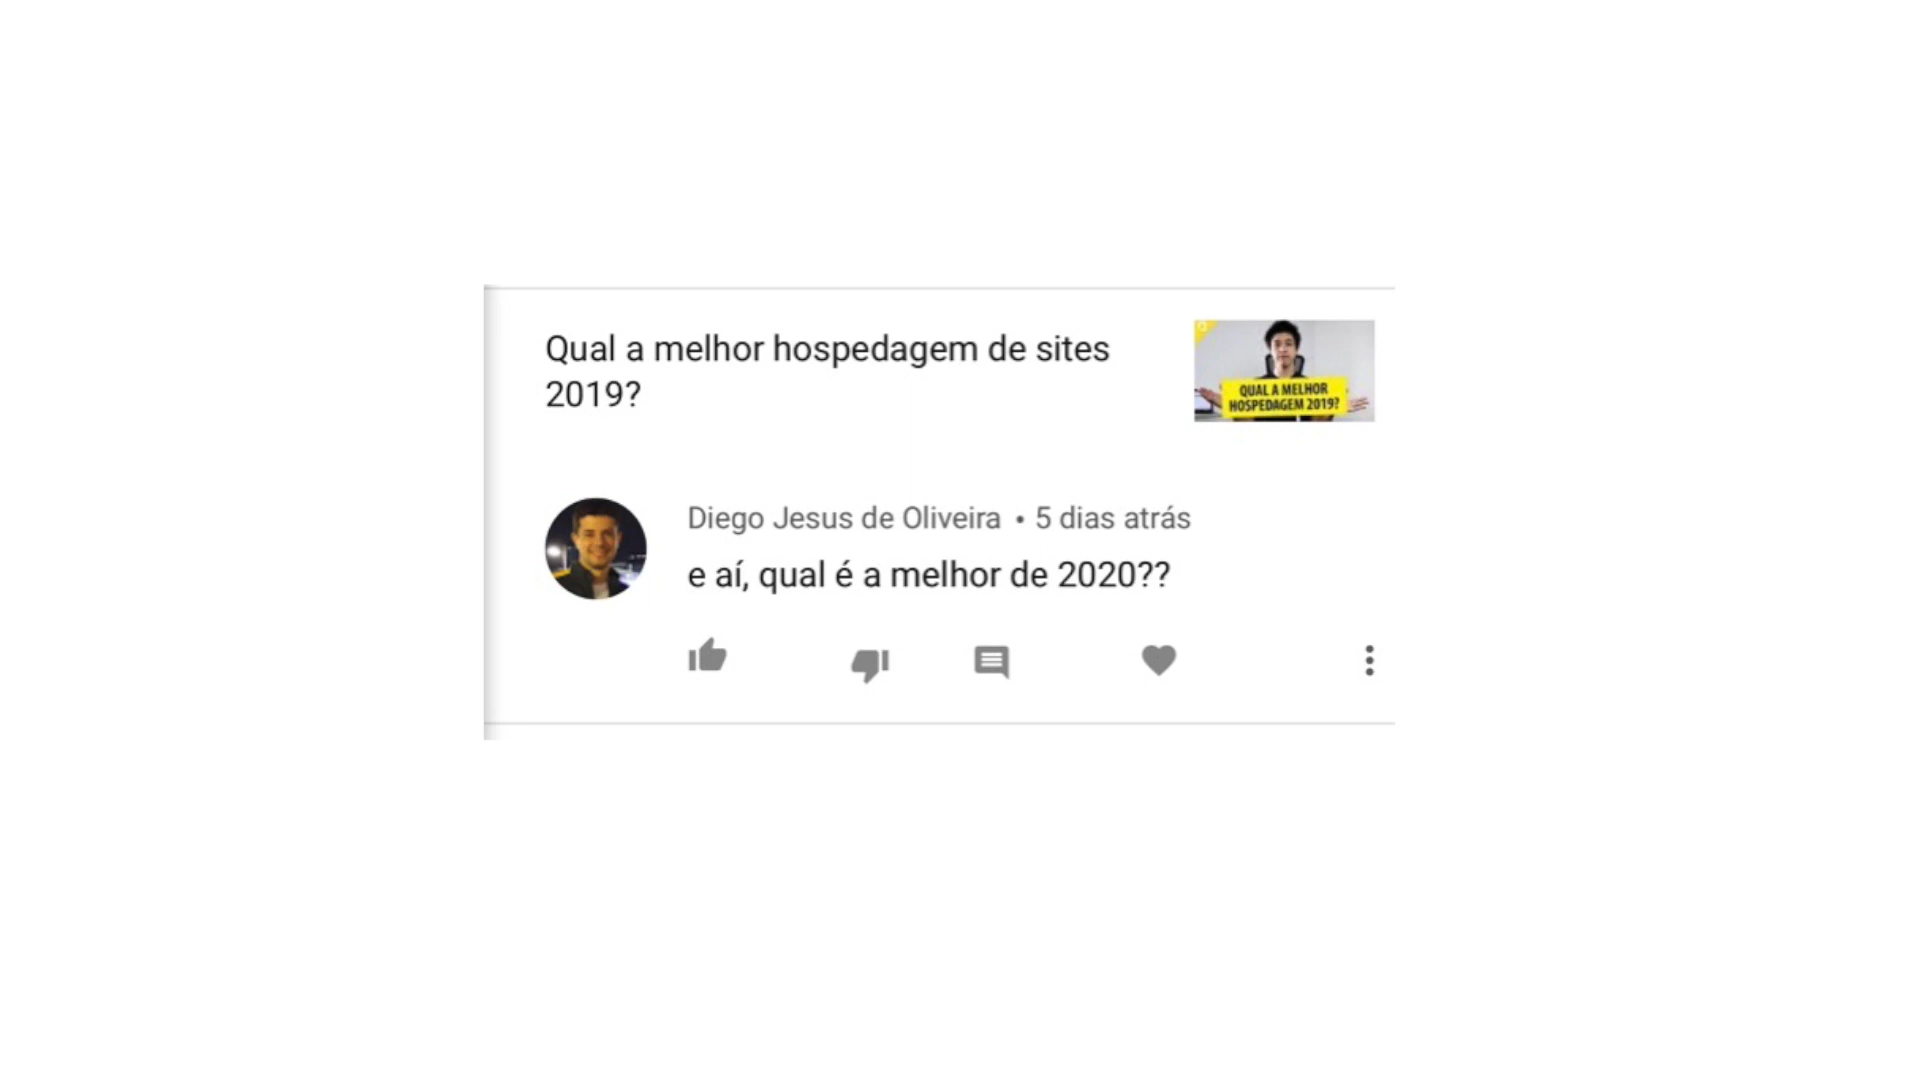 Qual a melhor hospedagem de sites
2019?
QUAL A MELHOR
HOSPEDAGEM 2019?
Diego Jesus de Oliveira • 5 dias atrás
e aí, qual é a melhor de 2020??